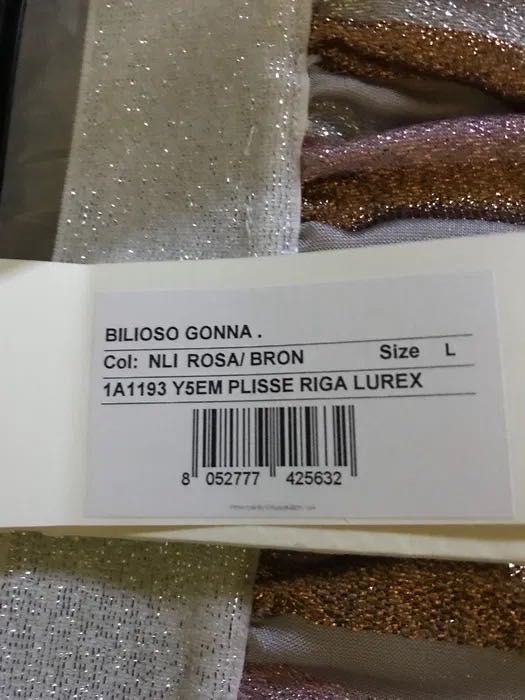 BILIOSO GONNA .
Col: NLI ROSA/ BRON Size L
1A1193 Y5EM PLISSE RIGA LUREX
8 052777 425632